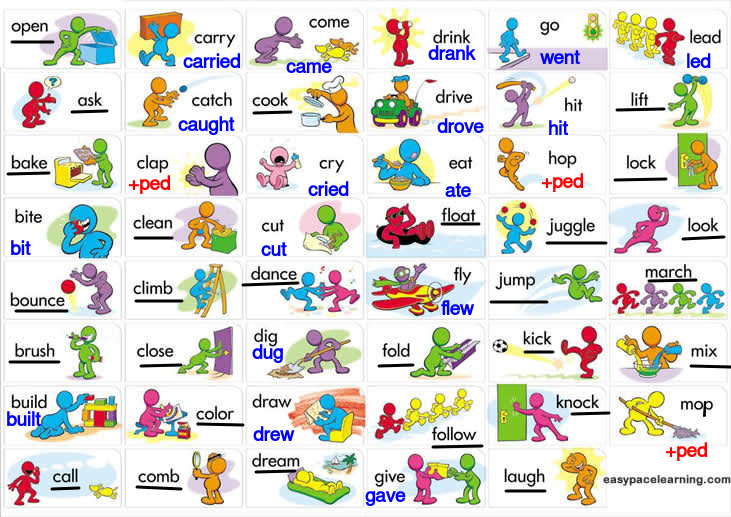 open
carry
carried
come
came
drink
drank
go
went
lead
led
?
ask
catch
caught
cook
drive
drove
hit
hit
lift
bake
clap
+ped
cry
cried
eat
ate
hop
+ped
lock
bite
bit
clean
cut
cut
float
juggle
look
bounce
climb
dance
fly
flew
jump
march
brush
close
dig
dug
fold
kick
mix
build
built
color
draw
drew
follow
knock
mop
+ped
call
comb
dream
give
gave
laugh
easypacelearning.com